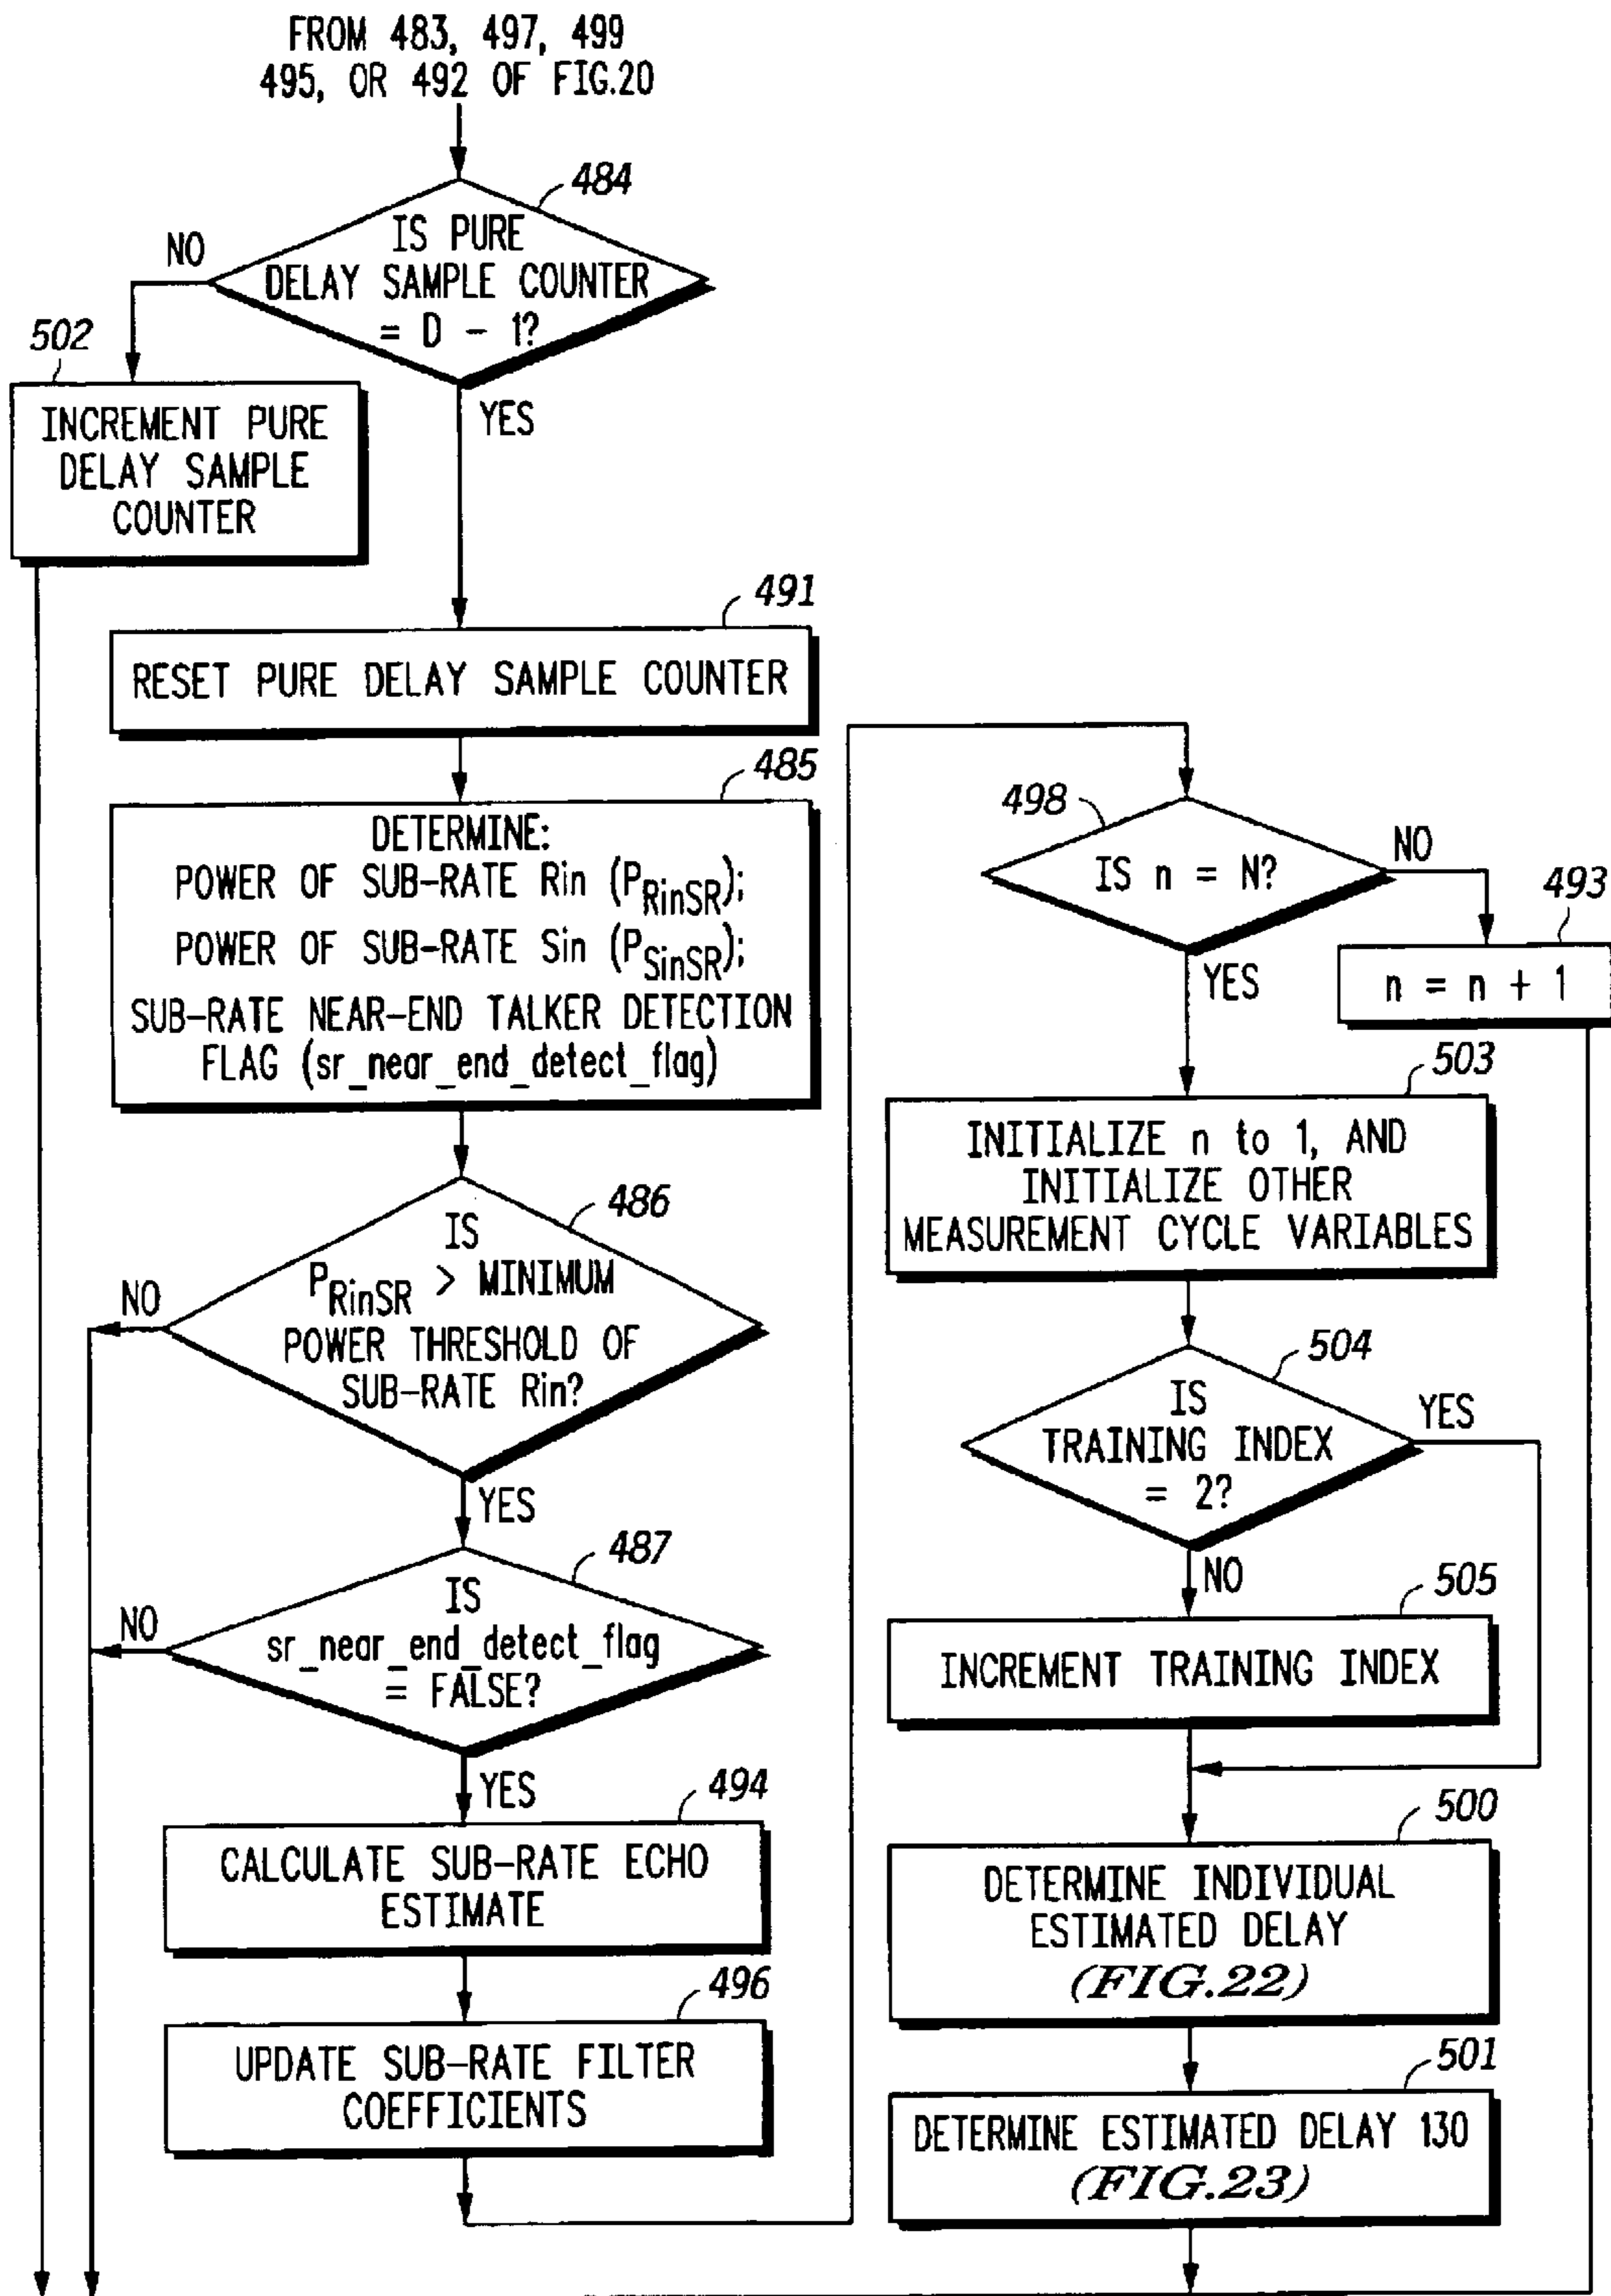 FROM 483, 497, 499
495, OR 492 OF FIG.20
484
IS PURE
DELAY SAMPLE COUNTER
= D - 1?
NO
YES
502
INCREMENT PURE
DELAY SAMPLE
COUNTER
491
RESET PURE DELAY SAMPLE COUNTER
485
DETERMINE:
POWER OF SUB-RATE Rin (PRinSR);
POWER OF SUB-RATE Sin (PSinSR);
SUB-RATE NEAR-END TALKER DETECTION
FLAG (sr_near_end_detect_flag)
486
IS
PRinSR > MINIMUM
POWER THRESHOLD OF
SUB-RATE Rin?
NO
YES
487
IS
sr_near_end_detect_flag
= FALSE?
NO
YES
494
CALCULATE SUB-RATE ECHO
ESTIMATE
496
UPDATE SUB-RATE FILTER
COEFFICIENTS
498
IS n = N?
NO
YES
493
n = n + 1
503
INITIALIZE n to 1, AND
INITIALIZE OTHER
MEASUREMENT CYCLE VARIABLES
504
IS
TRAINING INDEX
= 2?
YES
NO
505
INCREMENT TRAINING INDEX
500
DETERMINE INDIVIDUAL
ESTIMATED DELAY
(FIG.22)
501
DETERMINE ESTIMATED DELAY 130
(FIG.23)